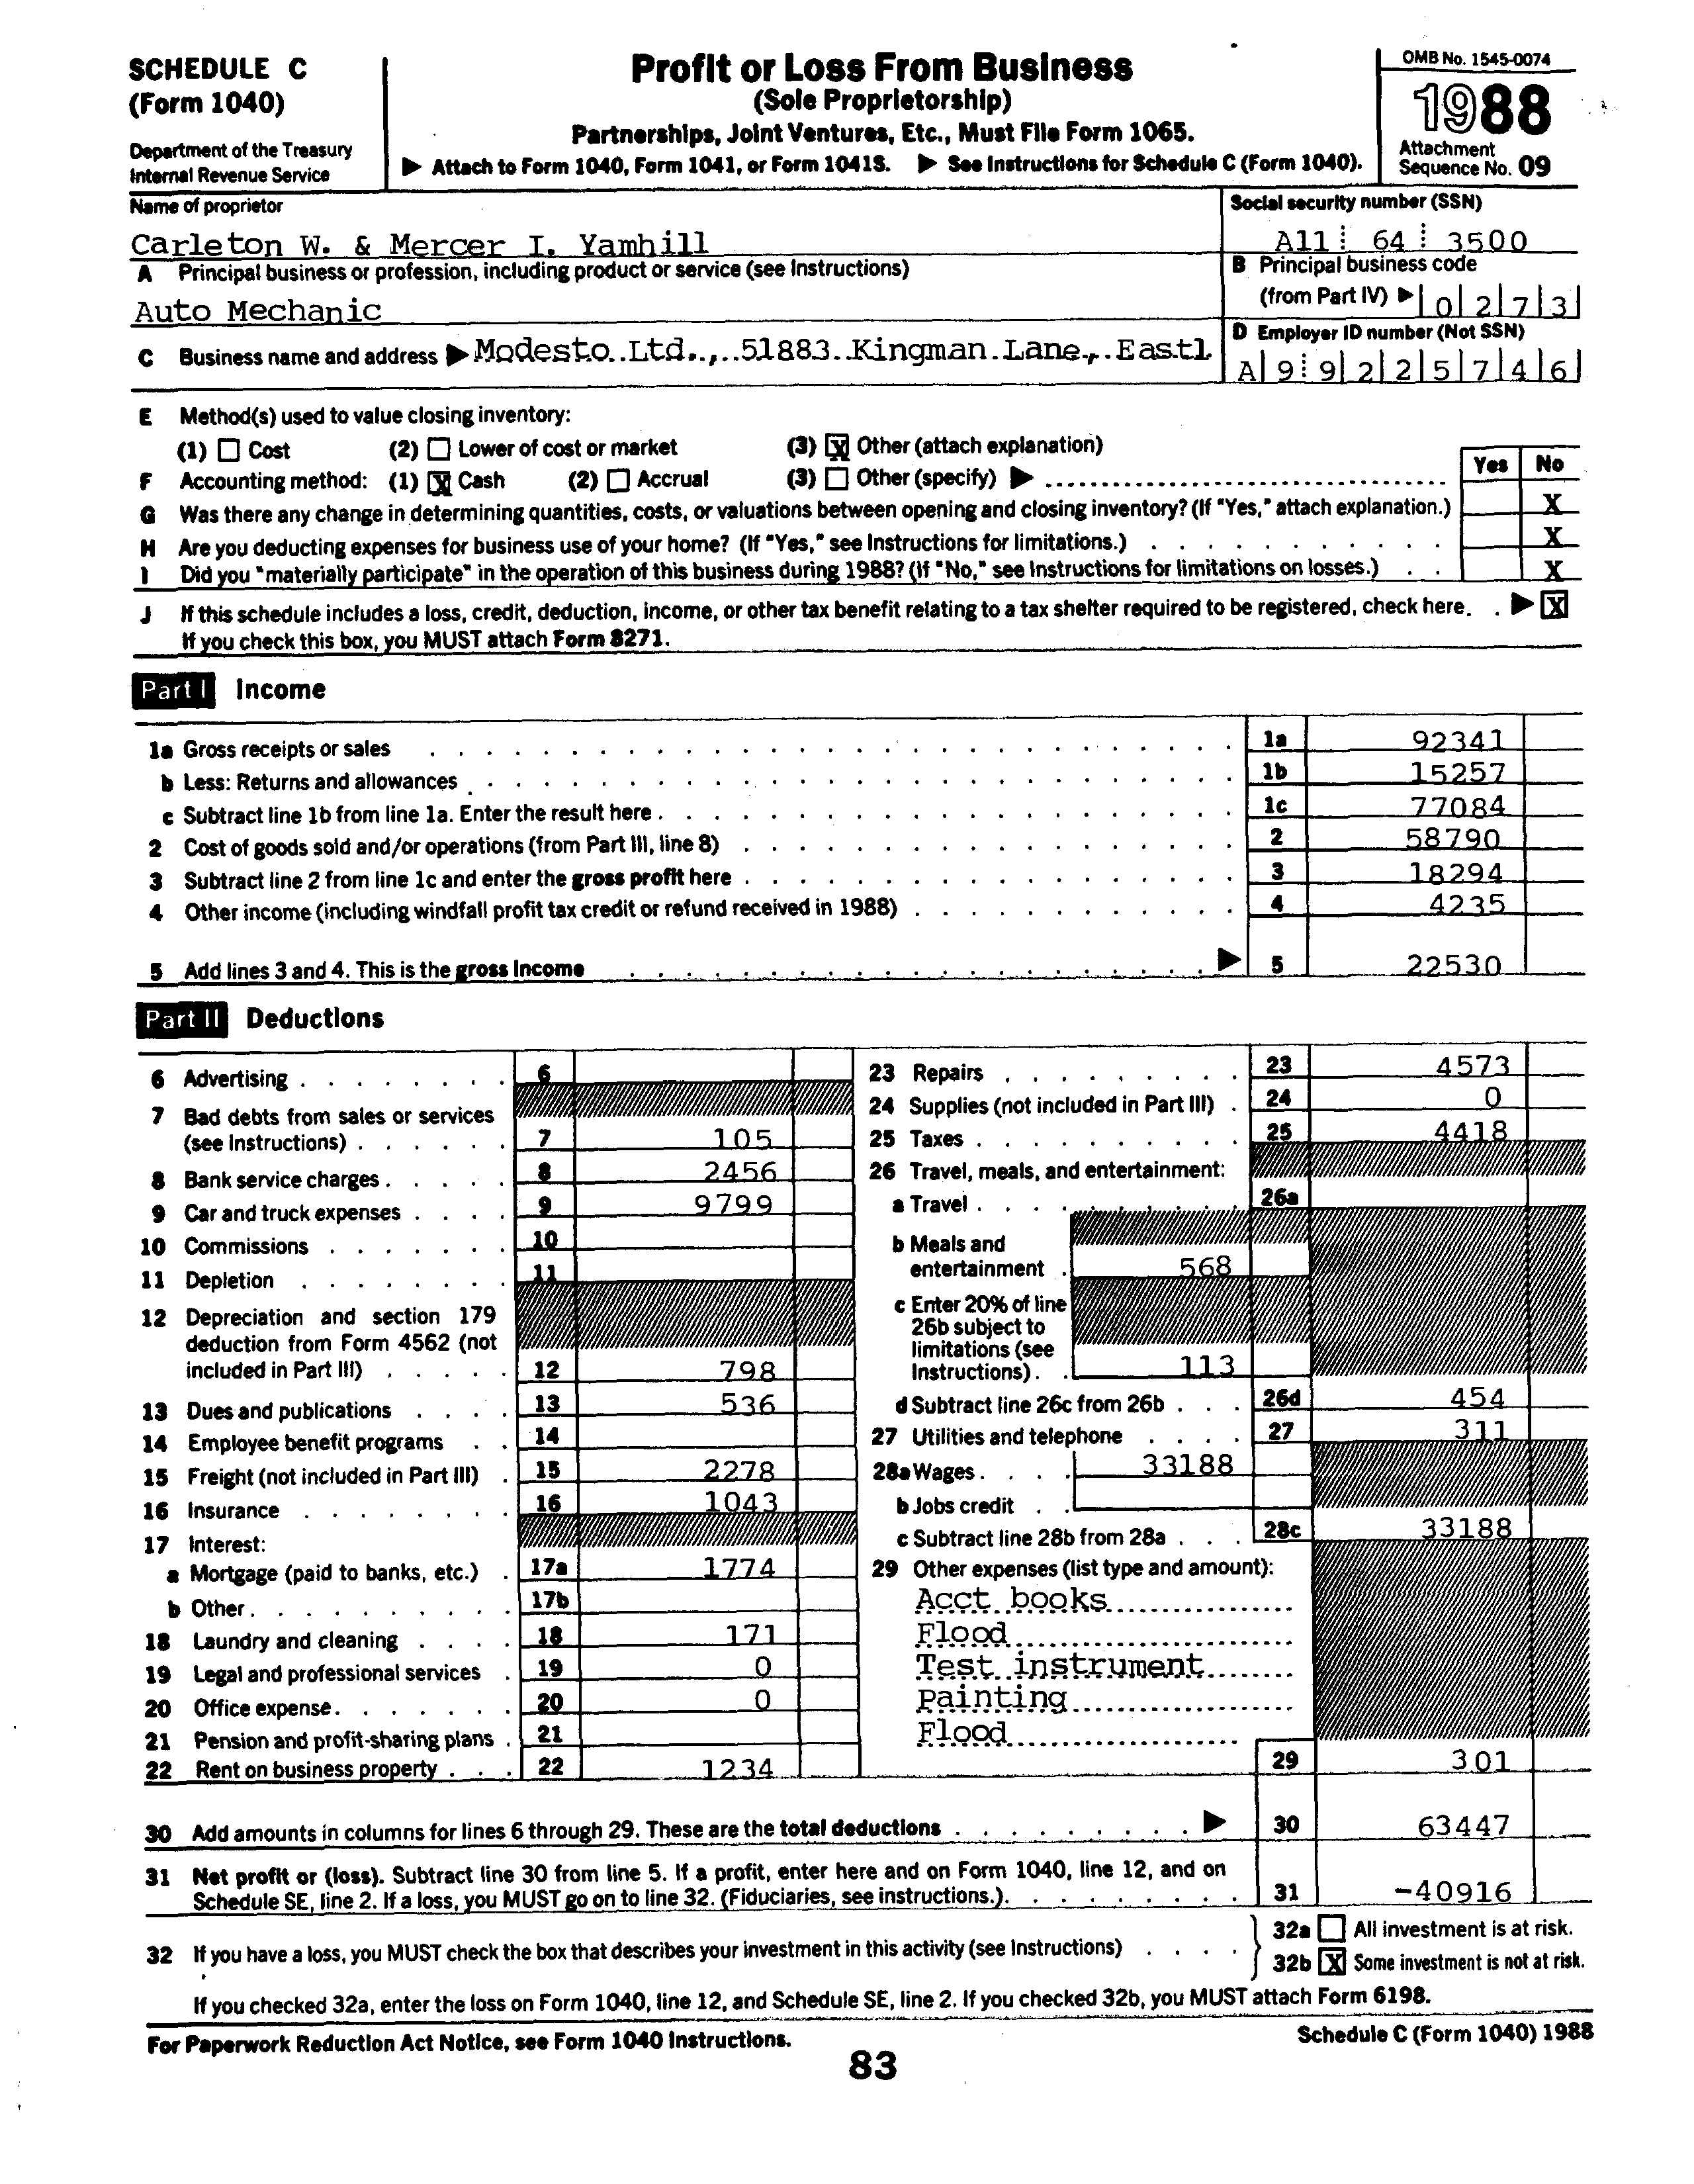 SCHEDULE C
(Form 1040)
Department of the Treasury
Internal Revenue Service
Profit or Loss From Business
(Sole Proprietorship)
Partnerships, Joint Ventures, Etc., Must File Form 1065.
▶ Attach to Form 1040, Form 1041, or Form 1041S. ▶ See Instructions for Schedule C (Form 1040).
OMB No. 1545-0074
1988
Attachment
Sequence No. 09
Name of proprietor
Carleton W. & Mercer I. Yamhill
Social security number (SSN)
A11 64 3500
A Principal business or profession, including product or service (see Instructions)
Auto Mechanic
B Principal business code
(from Part IV) ▶ 0 2 7 3
C Business name and address ▶ Modesto Ltd., 51883 Kingman Lane, Eastl
D Employer ID number (Not SSN)
A 9 9 2 2 5 7 4 6
E Method(s) used to value closing inventory:
(1) ☐ Cost (2) ☐ Lower of cost or market (3) ☒ Other (attach explanation)
F Accounting method: (1) ☒ Cash (2) ☐ Accrual (3) ☐ Other (specify) ▶
Yes No
G Was there any change in determining quantities, costs, or valuations between opening and closing inventory? (If "Yes," attach explanation.) X
H Are you deducting expenses for business use of your home? (If "Yes," see Instructions for limitations.) X
I Did you "materially participate" in the operation of this business during 1988? (If "No," see Instructions for limitations on losses.) X
J If this schedule includes a loss, credit, deduction, income, or other tax benefit relating to a tax shelter required to be registered, check here. ▶ ☒
If you check this box, you MUST attach Form 8271.
Part I Income
1a Gross receipts or sales 1a 92341
b Less: Returns and allowances 1b 15257
c Subtract line 1b from line 1a. Enter the result here 1c 77084
2 Cost of goods sold and/or operations (from Part III, line 8) 2 58790
3 Subtract line 2 from line 1c and enter the gross profit here 3 18294
4 Other income (including windfall profit tax credit or refund received in 1988) 4 4235
5 Add lines 3 and 4. This is the gross income ▶ 5 22530
Part II Deductions
6 Advertising 6
7 Bad debts from sales or services
(see Instructions) 7 105
8 Bank service charges 8 2456
9 Car and truck expenses 9 9799
10 Commissions 10
11 Depletion 11
12 Depreciation and section 179
deduction from Form 4562 (not
included in Part III) 12 798
13 Dues and publications 13 536
14 Employee benefit programs 14
15 Freight (not included in Part III) 15 2278
16 Insurance 16 1043
17 Interest:
a Mortgage (paid to banks, etc.) 17a 1774
b Other 17b
18 Laundry and cleaning 18 171
19 Legal and professional services 19 0
20 Office expense 20 0
21 Pension and profit-sharing plans 21
22 Rent on business property 22 1234
23 Repairs 23 4573
24 Supplies (not included in Part III) 24 0
25 Taxes 25 4418
26 Travel, meals, and entertainment:
a Travel 26a
b Meals and
entertainment 568
c Enter 20% of line
26b subject to
limitations (see
Instructions) 113
d Subtract line 26c from 26b 26d 454
27 Utilities and telephone 27 311
28a Wages 33188
b Jobs credit
c Subtract line 28b from 28a 28c 33188
29 Other expenses (list type and amount):
Acct books
Flood
Test instrument
Painting
Flood
29 301
30 Add amounts in columns for lines 6 through 29. These are the total deductions ▶ 30 63447
31 Net profit or (loss). Subtract line 30 from line 5. If a profit, enter here and on Form 1040, line 12, and on
Schedule SE, line 2. If a loss, you MUST go on to line 32. (Fiduciaries, see instructions.) 31 -40916
32 If you have a loss, you MUST check the box that describes your investment in this activity (see Instructions)
32a ☐ All investment is at risk.
32b ☒ Some investment is not at risk.
If you checked 32a, enter the loss on Form 1040, line 12, and Schedule SE, line 2. If you checked 32b, you MUST attach Form 6198.
For Paperwork Reduction Act Notice, see Form 1040 Instructions.
Schedule C (Form 1040) 1988
83